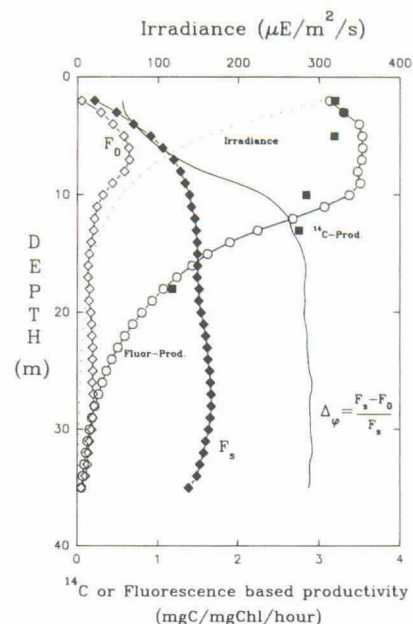 Irradiance (μE/m²/s)
0 100 200 300 400
0
10
20
30
40
DEPTH
(m)
F₀
Irradiance
¹⁴C-Prod.
Fluor-Prod.
Fₛ
Δφ = Fₛ−F₀
Fₛ
0 1 2 3 4
¹⁴C or Fluorescence based productivity
(mgC/mgChl/hour)